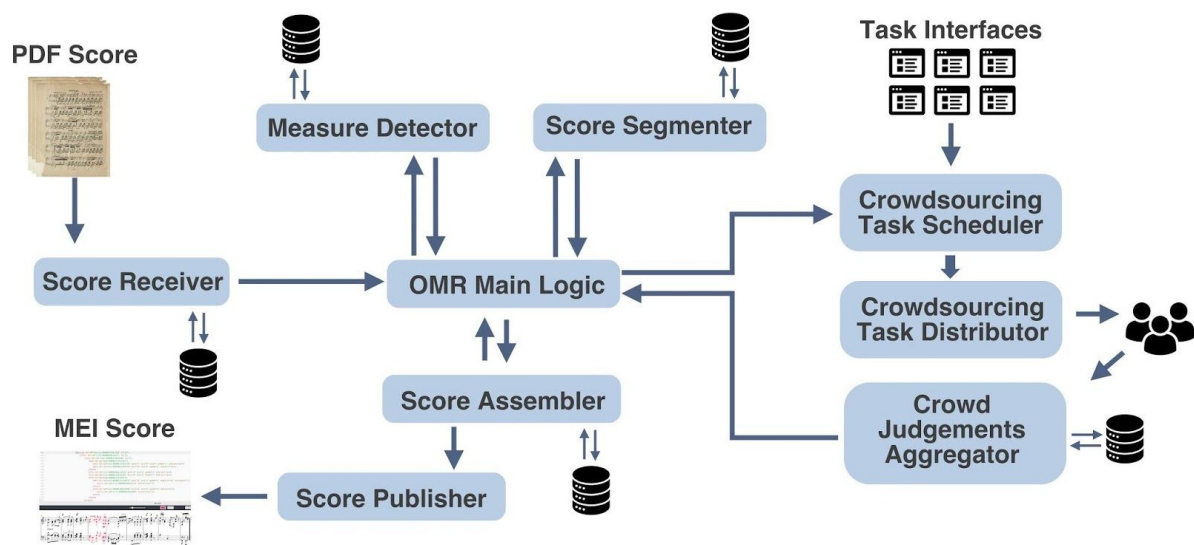 PDF Score
Task Interfaces
Measure Detector
Score Segmenter
Crowdsourcing
Task Scheduler
Score Receiver
OMR Main Logic
Crowdsourcing
Task Distributor
Score Assembler
Crowd
Judgements
Aggregator
MEI Score
Score Publisher